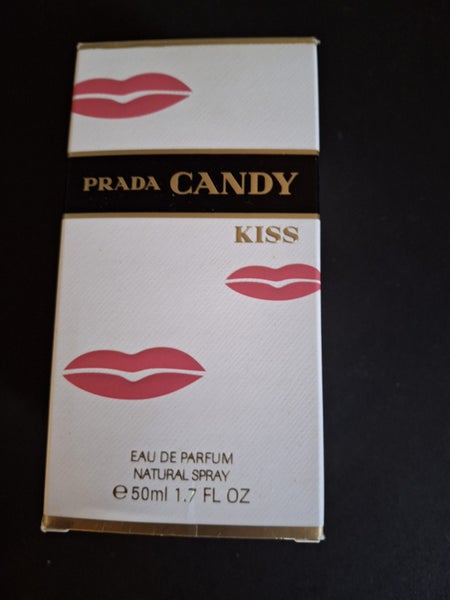 PRADA CANDY
KISS
EAU DE PARFUM
NATURAL SPRAY
℮50ml 1.7 FL OZ